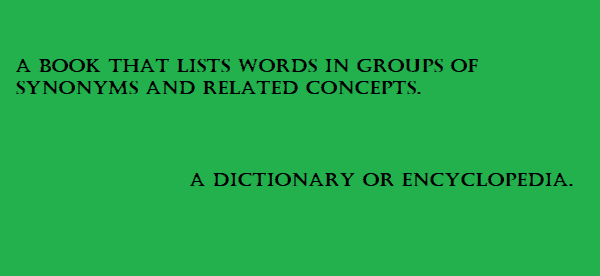 A BOOK THAT LISTS WORDS IN GROUPS OF
SYNONYMS AND RELATED CONCEPTS.
A DICTIONARY OR ENCYCLOPEDIA.